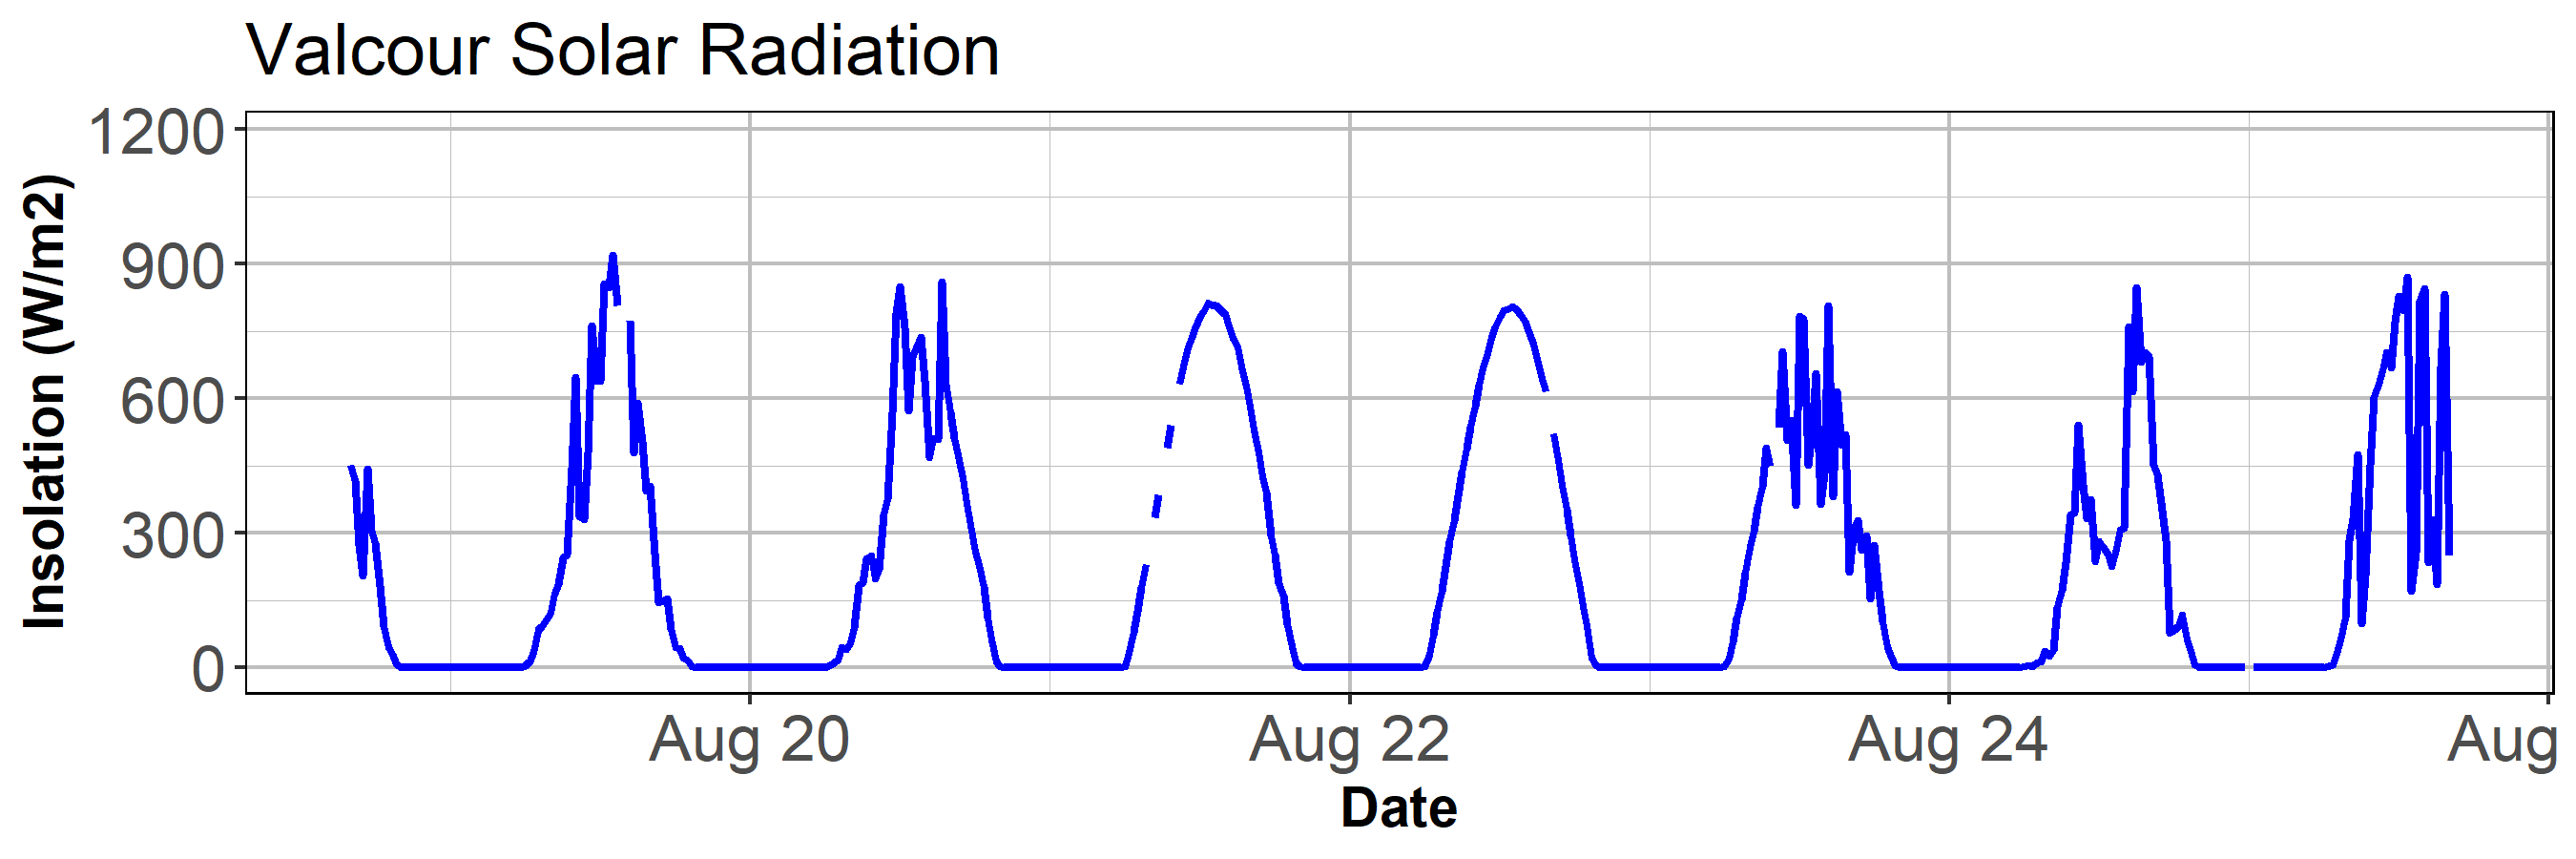 Valcour Solar Radiation
Insolation (W/m2)
1200
900
600
300
0
Aug 20
Aug 22
Aug 24
Aug
Date